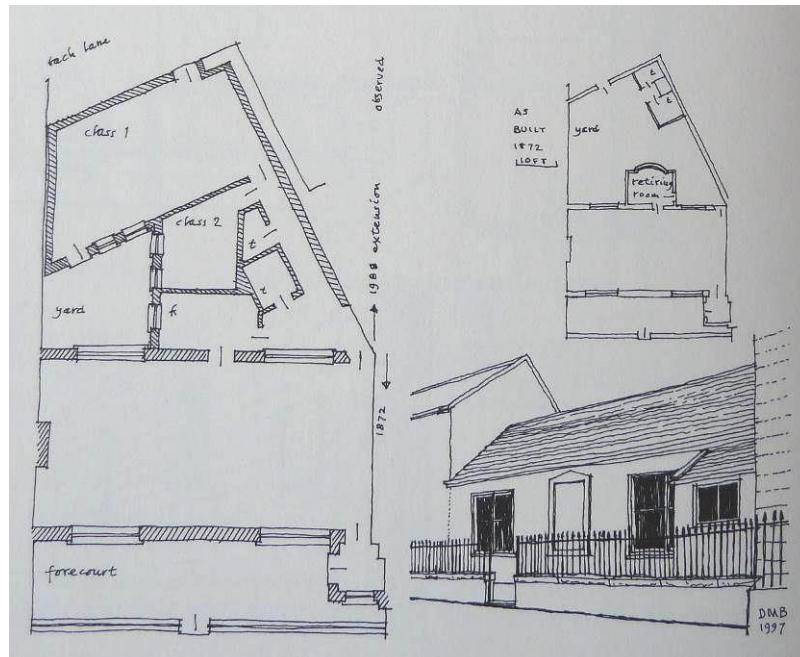 back lane
class 1
class 2
t
t
yard
k
forecourt
observed
1988 extension
1872
AS
BUILT
1872
LOFT
yard
t
t
retiring
room
DMB
1997